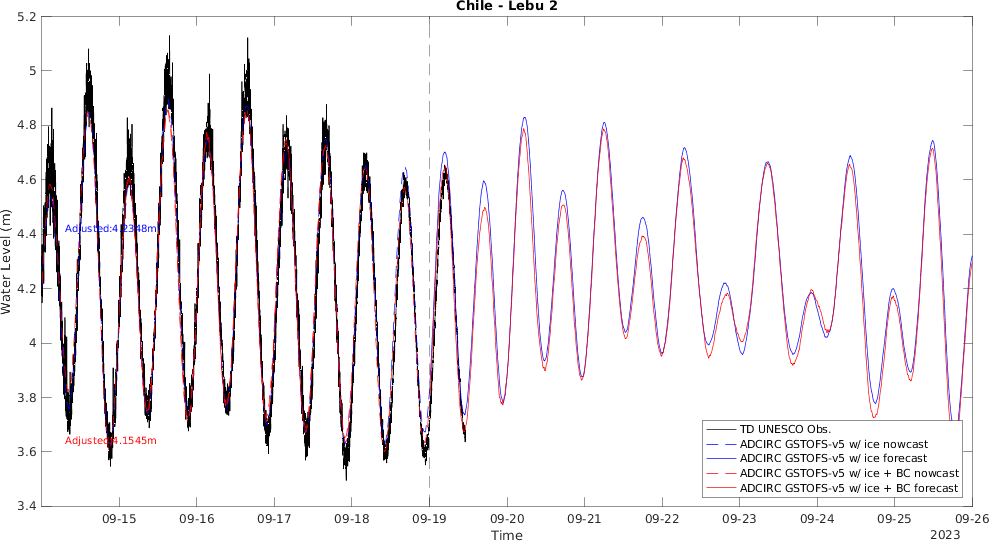 Chile - Lebu 2
5.2
5
4.8
4.6
4.4
4.2
4
3.8
3.6
3.4
Water Level (m)
Adjusted:4.2348m
Adjusted:4.1545m
TD UNESCO Obs.
ADCIRC GSTOFS-v5 w/ ice nowcast
ADCIRC GSTOFS-v5 w/ ice forecast
ADCIRC GSTOFS-v5 w/ ice + BC nowcast
ADCIRC GSTOFS-v5 w/ ice + BC forecast
09-15 09-16 09-17 09-18 09-19 09-20 09-21 09-22 09-23 09-24 09-25 09-26
Time
2023